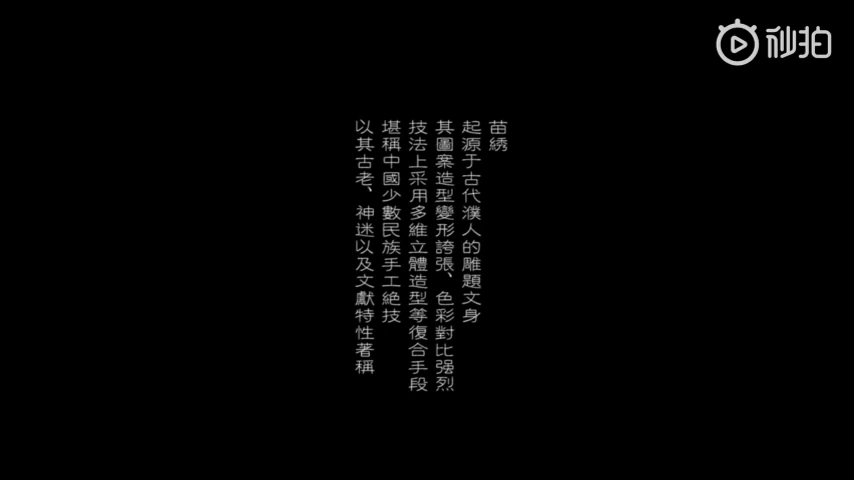 秒拍
苗綉
起源于古代濮人的雕題文身
其圖案造型變形誇張、色彩對比强烈
技法上采用多維立體造型等復合手段
堪稱中國少數民族手工絶技
以其古老、神迷以及文獻特性著稱